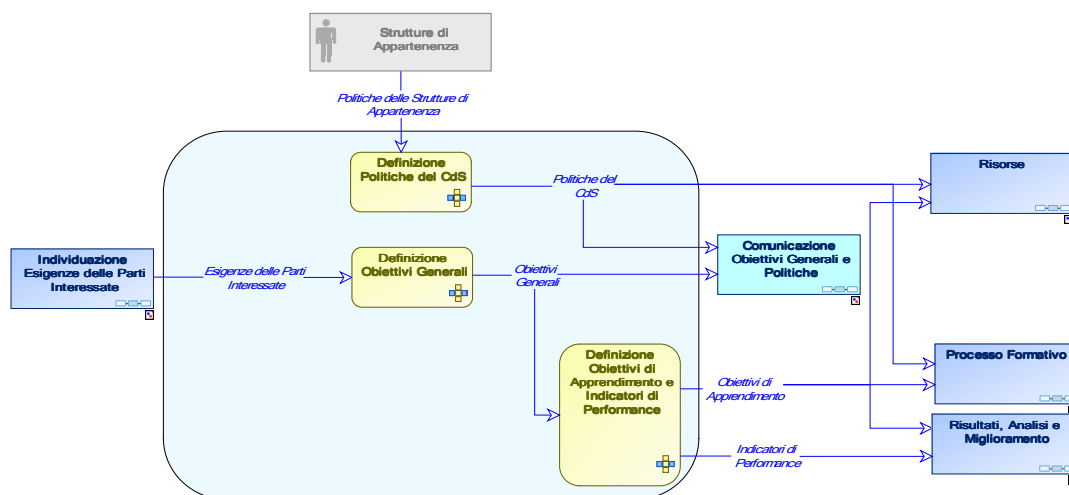 Strutture di
Appartenenza
Politiche delle Strutture di
Appartenenza
Definizione
Politiche del CdS
Politiche del
CdS
Risorse
Individuazione
Esigenze delle Parti
Interessate
Esigenze delle Parti
Interessate
Definizione
Obiettivi Generali
Obiettivi
Generali
Comunicazione
Obiettivi Generali e
Politiche
Definizione
Obiettivi di
Apprendimento e
Indicatori di
Performance
Obiettivi di
Apprendimento
Processo Formativo
Indicatori di
Performance
Risultati, Analisi e
Miglioramento